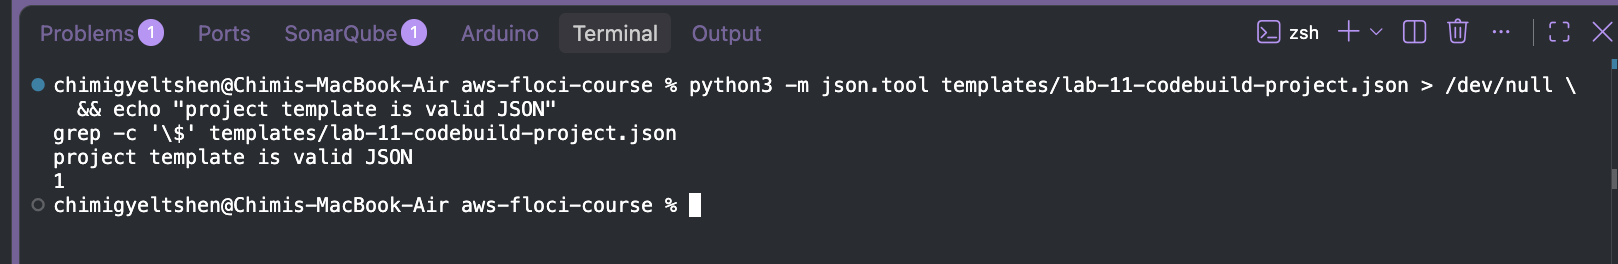 Problems 1 Ports SonarQube 1 Arduino Terminal Output zsh
chimigyeltshen@Chimis-MacBook-Air aws-floci-course % python3 -m json.tool templates/lab-11-codebuild-project.json > /dev/null \
&& echo "project template is valid JSON"
grep -c '\$' templates/lab-11-codebuild-project.json
project template is valid JSON
1
chimigyeltshen@Chimis-MacBook-Air aws-floci-course %